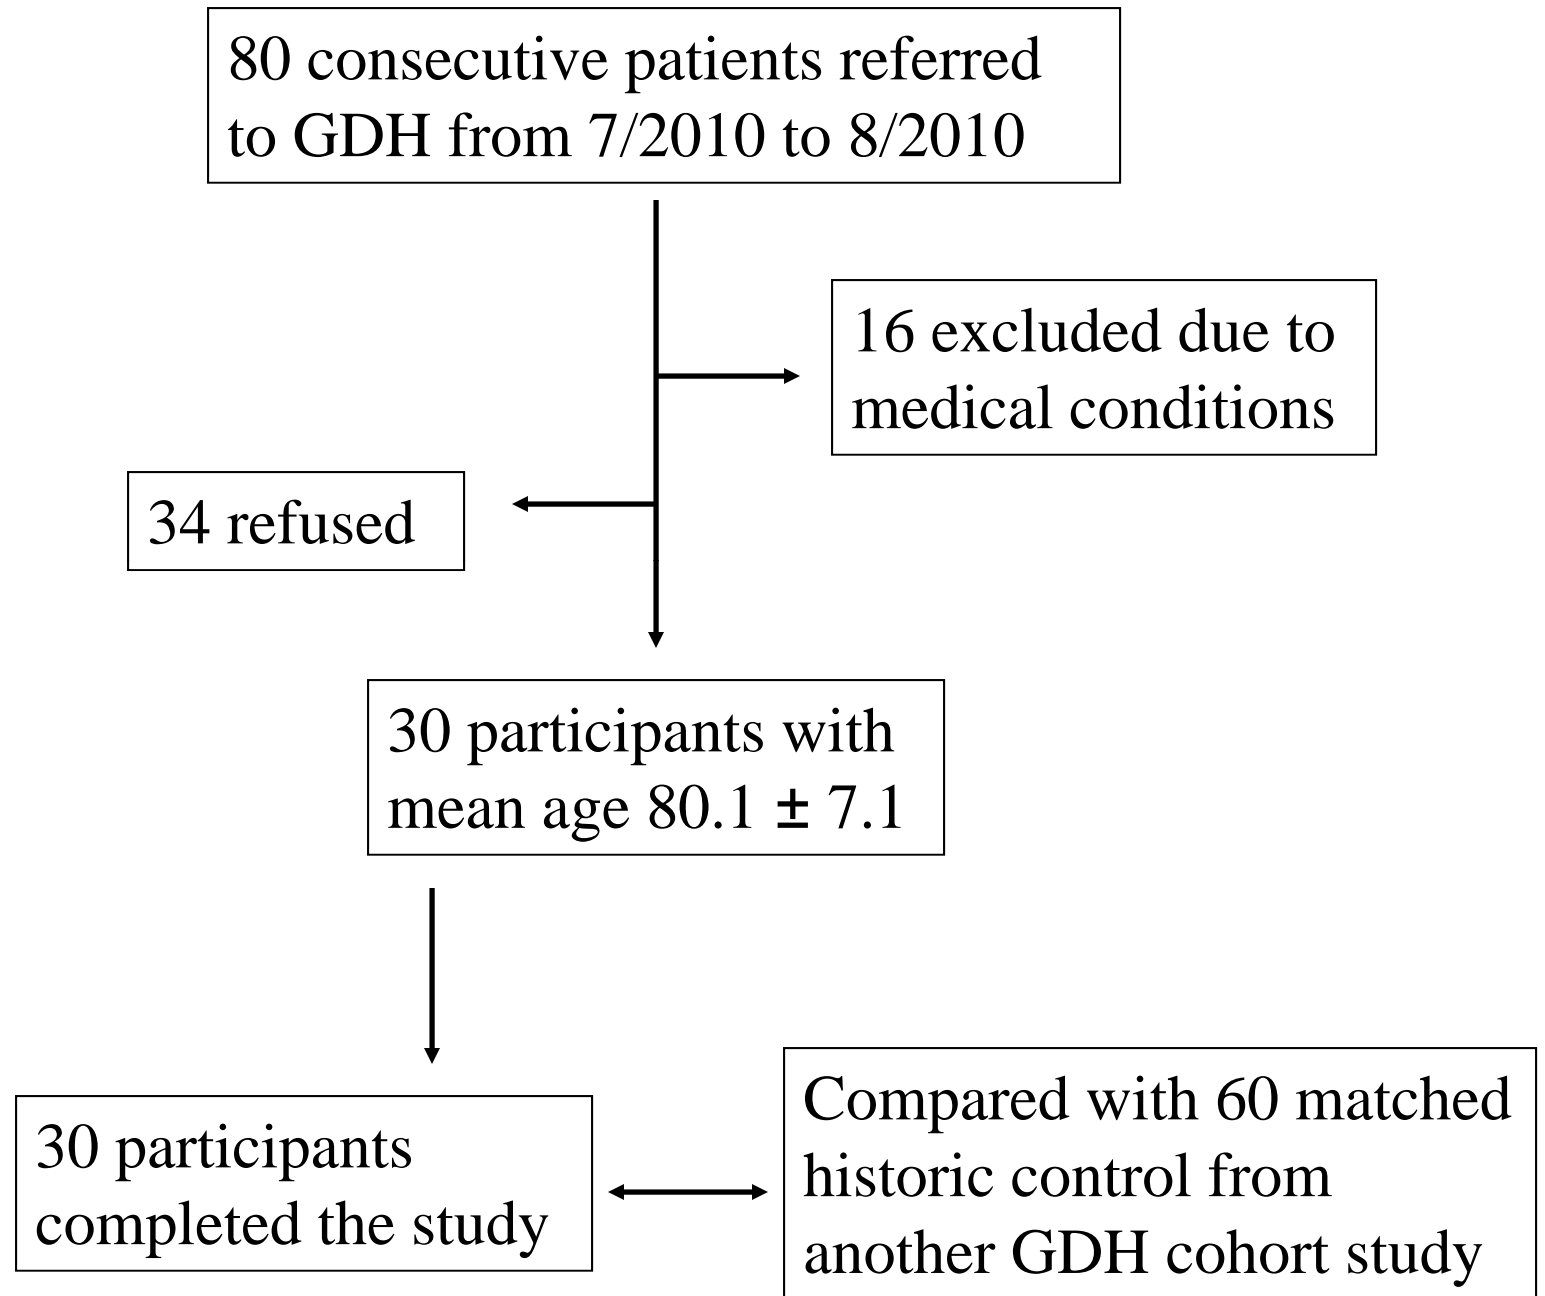 80 consecutive patients referred
to GDH from 7/2010 to 8/2010
16 excluded due to
medical conditions
34 refused
30 participants with
mean age 80.1 ± 7.1
30 participants
completed the study
Compared with 60 matched
historic control from
another GDH cohort study